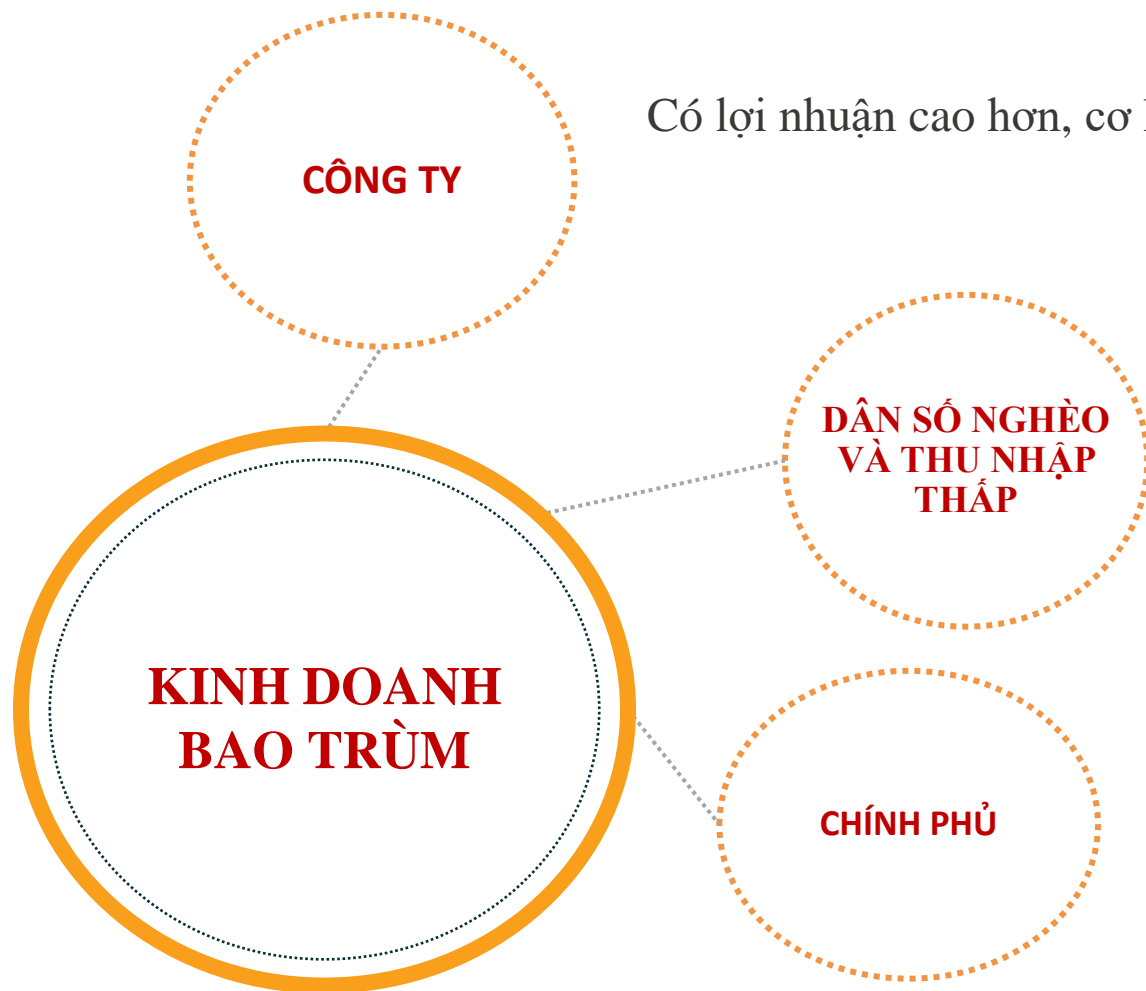 Có lợi nhuận cao hơn, cơ
CÔNG TY
DÂN SỐ NGHÈO
VÀ THU NHẬP
THẤP
KINH DOANH
BAO TRÙM
CHÍNH PHỦ